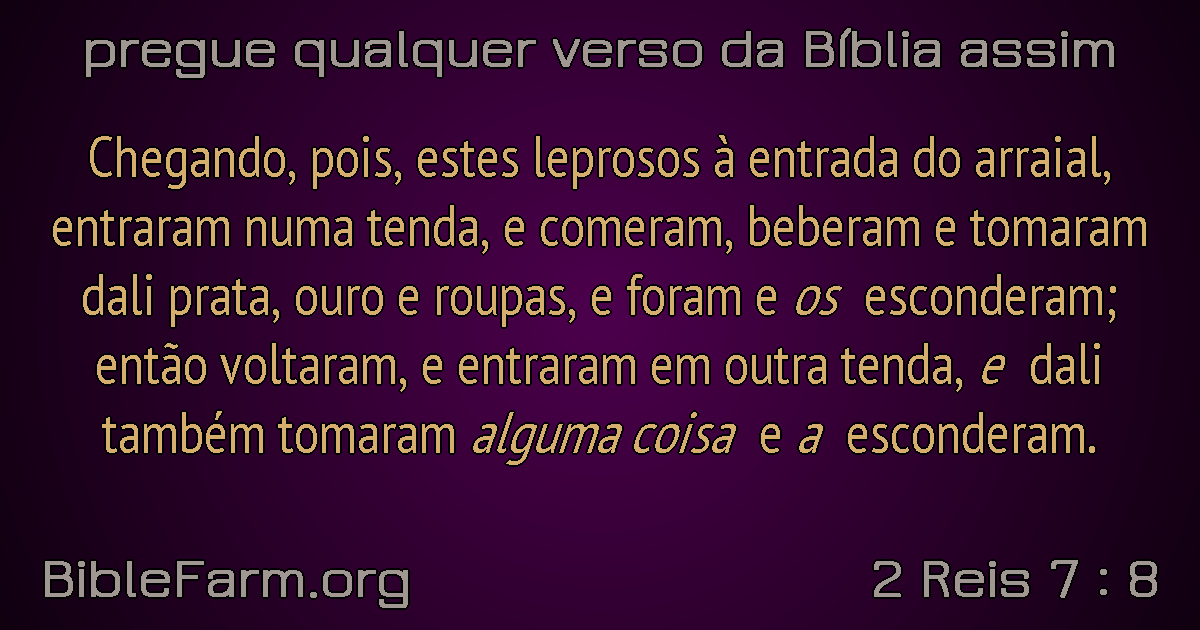 pregue qualquer verso da Bíblia assim
Chegando, pois, estes leprosos à entrada do arraial,
entraram numa tenda, e comeram, beberam e tomaram
dali prata, ouro e roupas, e foram e os esconderam;
então voltaram, e entraram em outra tenda, e dali
também tomaram alguma coisa e a esconderam.
BibleFarm.org
2 Reis 7 : 8